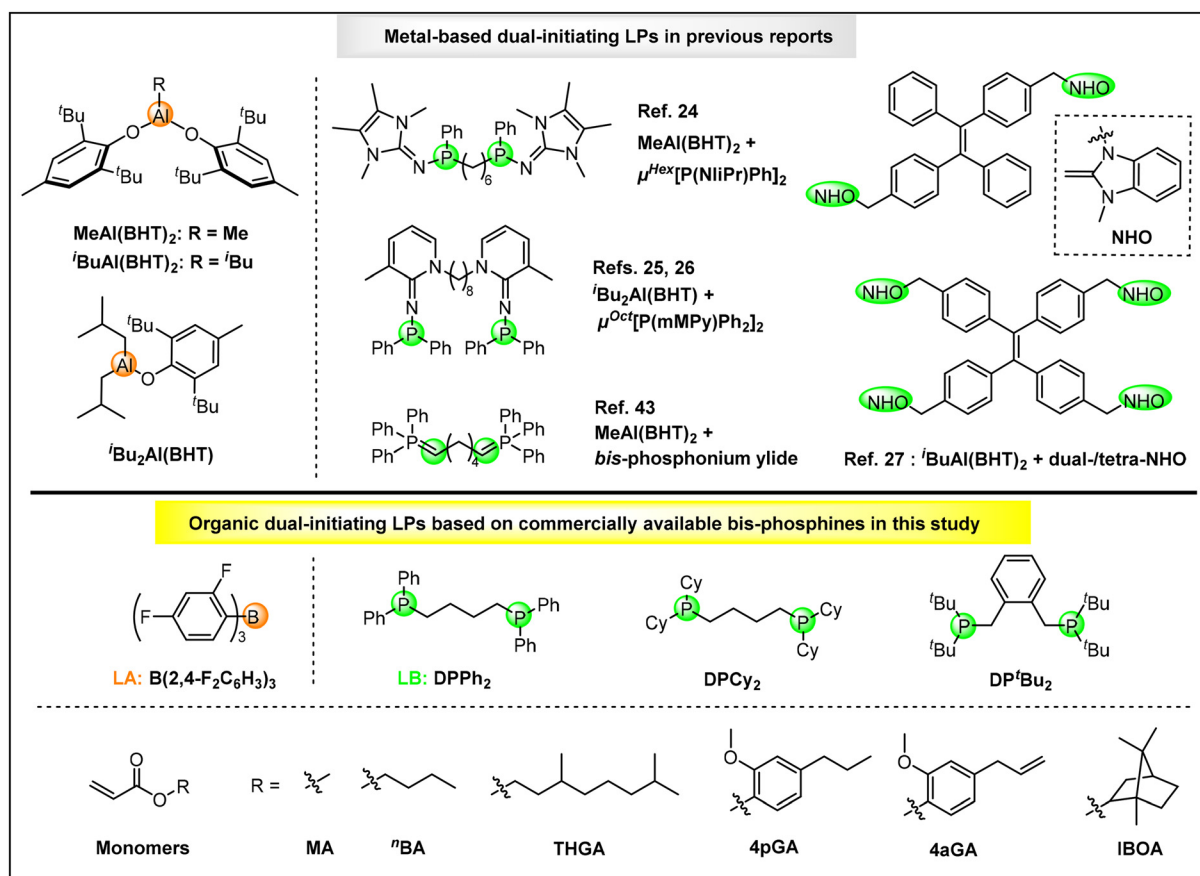 Metal-based dual-initiating LPs in previous reports
R
Al
O
O
tBu
tBu
tBu
tBu
MeAl(BHT)2: R = Me
iBuAl(BHT)2: R = iBu
Al
O
tBu
tBu
iBu2Al(BHT)
N
N
N
Ph
P
( )6
Ph
P
N
N
N
Ref. 24
MeAl(BHT)2 +
μHex[P(NIiPr)Ph]2
N
( )8
N
N
N
P
P
Ph
Ph
Ph
Ph
Refs. 25, 26
iBu2Al(BHT) +
μOct[P(mMPy)Ph2]2
Ph
Ph
P
Ph
( )4
Ph
P
Ph
Ph
Ref. 43
MeAl(BHT)2 +
bis-phosphonium ylide
NHO
NHO
N
N
NHO
NHO
NHO
NHO
NHO
Ref. 27 : iBuAl(BHT)2 + dual-/tetra-NHO
Organic dual-initiating LPs based on commercially available bis-phosphines in this study
F
F
( )3
B
LA: B(2,4-F2C6H3)3
Ph
P
Ph
Ph
P
Ph
LB: DPPh2
Cy
P
Cy
Cy
P
Cy
DPCy2
tBu
P
tBu
tBu
P
tBu
DPtBu2
O
O
R
Monomers
R =
MA
nBA
THGA
O
4pGA
O
4aGA
IBOA